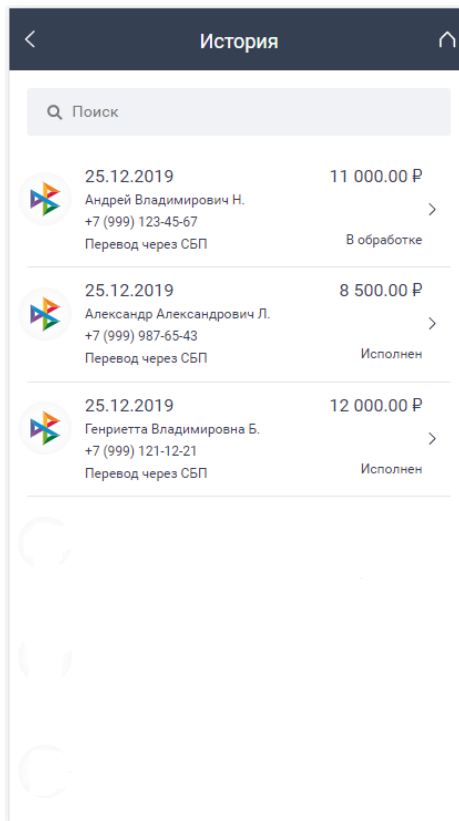 История
Поиск
25.12.2019 11 000.00 ₽
Андрей Владимирович Н.
+7 (999) 123-45-67
Перевод через СБП В обработке
25.12.2019 8 500.00 ₽
Александр Александрович Л.
+7 (999) 987-65-43
Перевод через СБП Исполнен
25.12.2019 12 000.00 ₽
Генриетта Владимировна Б.
+7 (999) 121-12-21
Перевод через СБП Исполнен